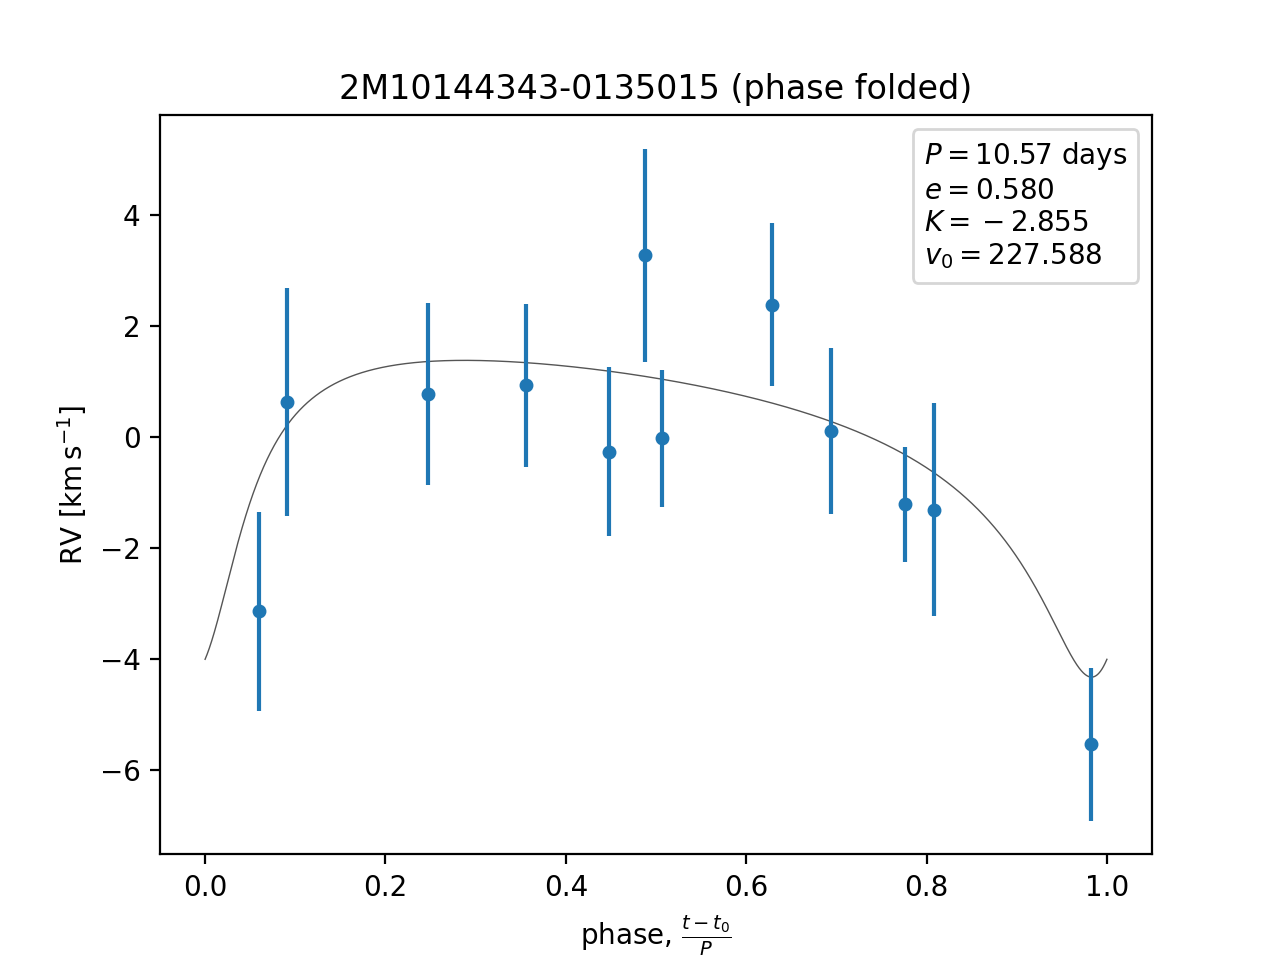 2M10144343-0135015 (phase folded)
P = 10.57 days
e = 0.580
K = −2.855
v₀ = 227.588
RV [km s⁻¹]
4
2
0
−2
−4
−6
0.0 0.2 0.4 0.6 0.8 1.0
phase, (t − t₀)/P